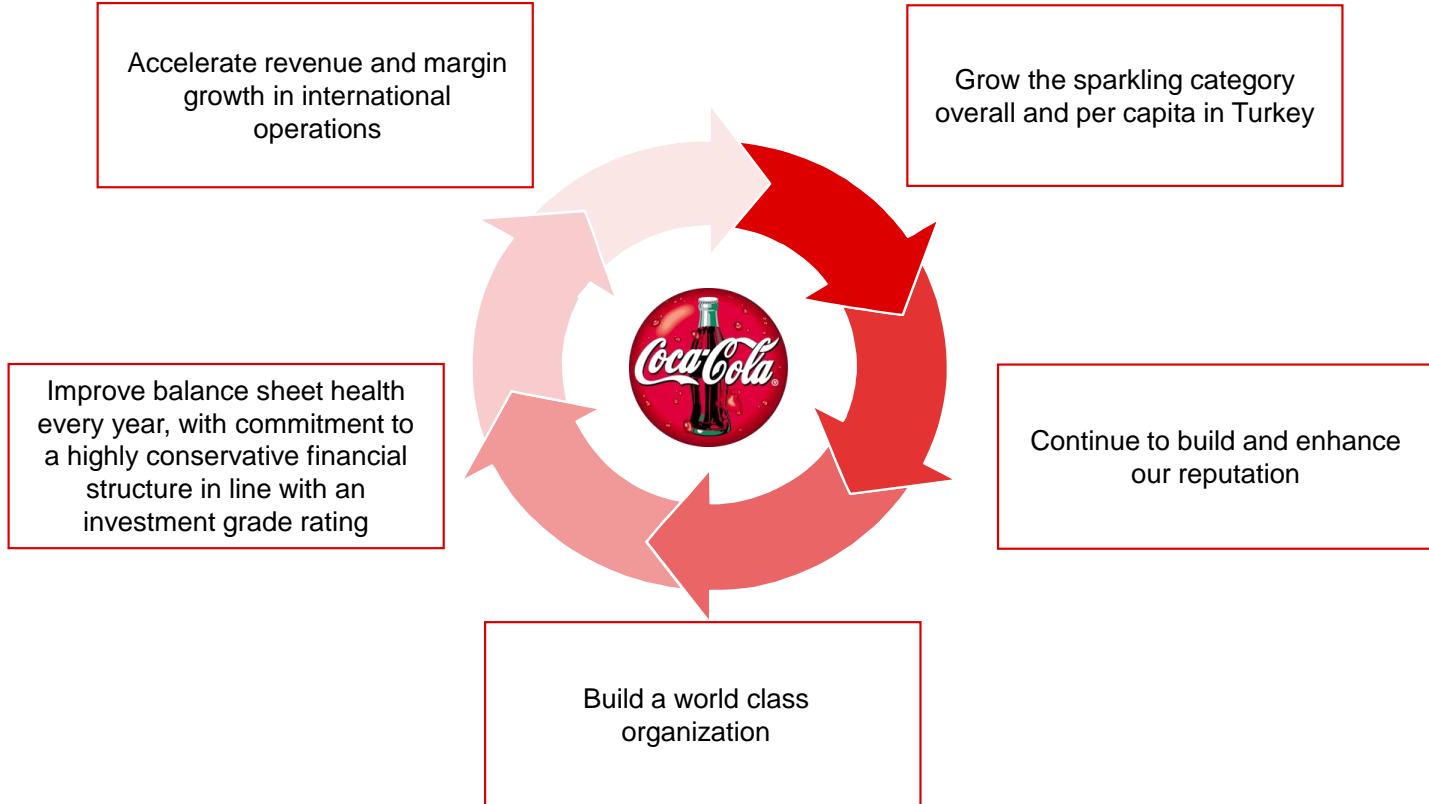 Accelerate revenue and margin
growth in international
operations
Grow the sparkling category
overall and per capita in Turkey
Coca-Cola®
Improve balance sheet health
every year, with commitment to
a highly conservative financial
structure in line with an
investment grade rating
Continue to build and enhance
our reputation
Build a world class
organization